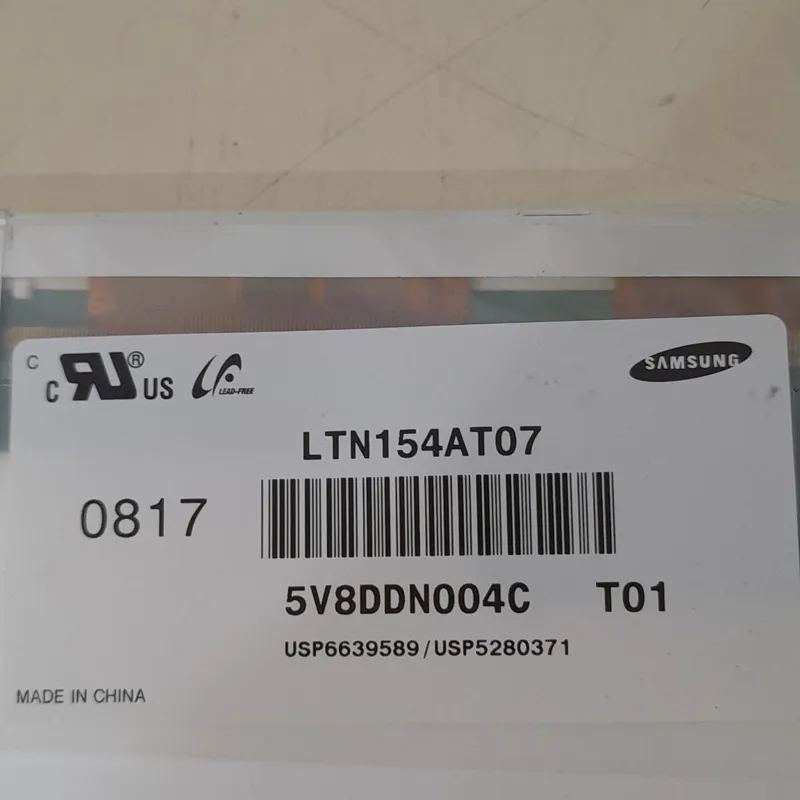 C
c RU ® US
LEAD-FREE
SAMSUNG
LTN154AT07
0817
5V8DDN004C T01
USP6639589/USP5280371
MADE IN CHINA